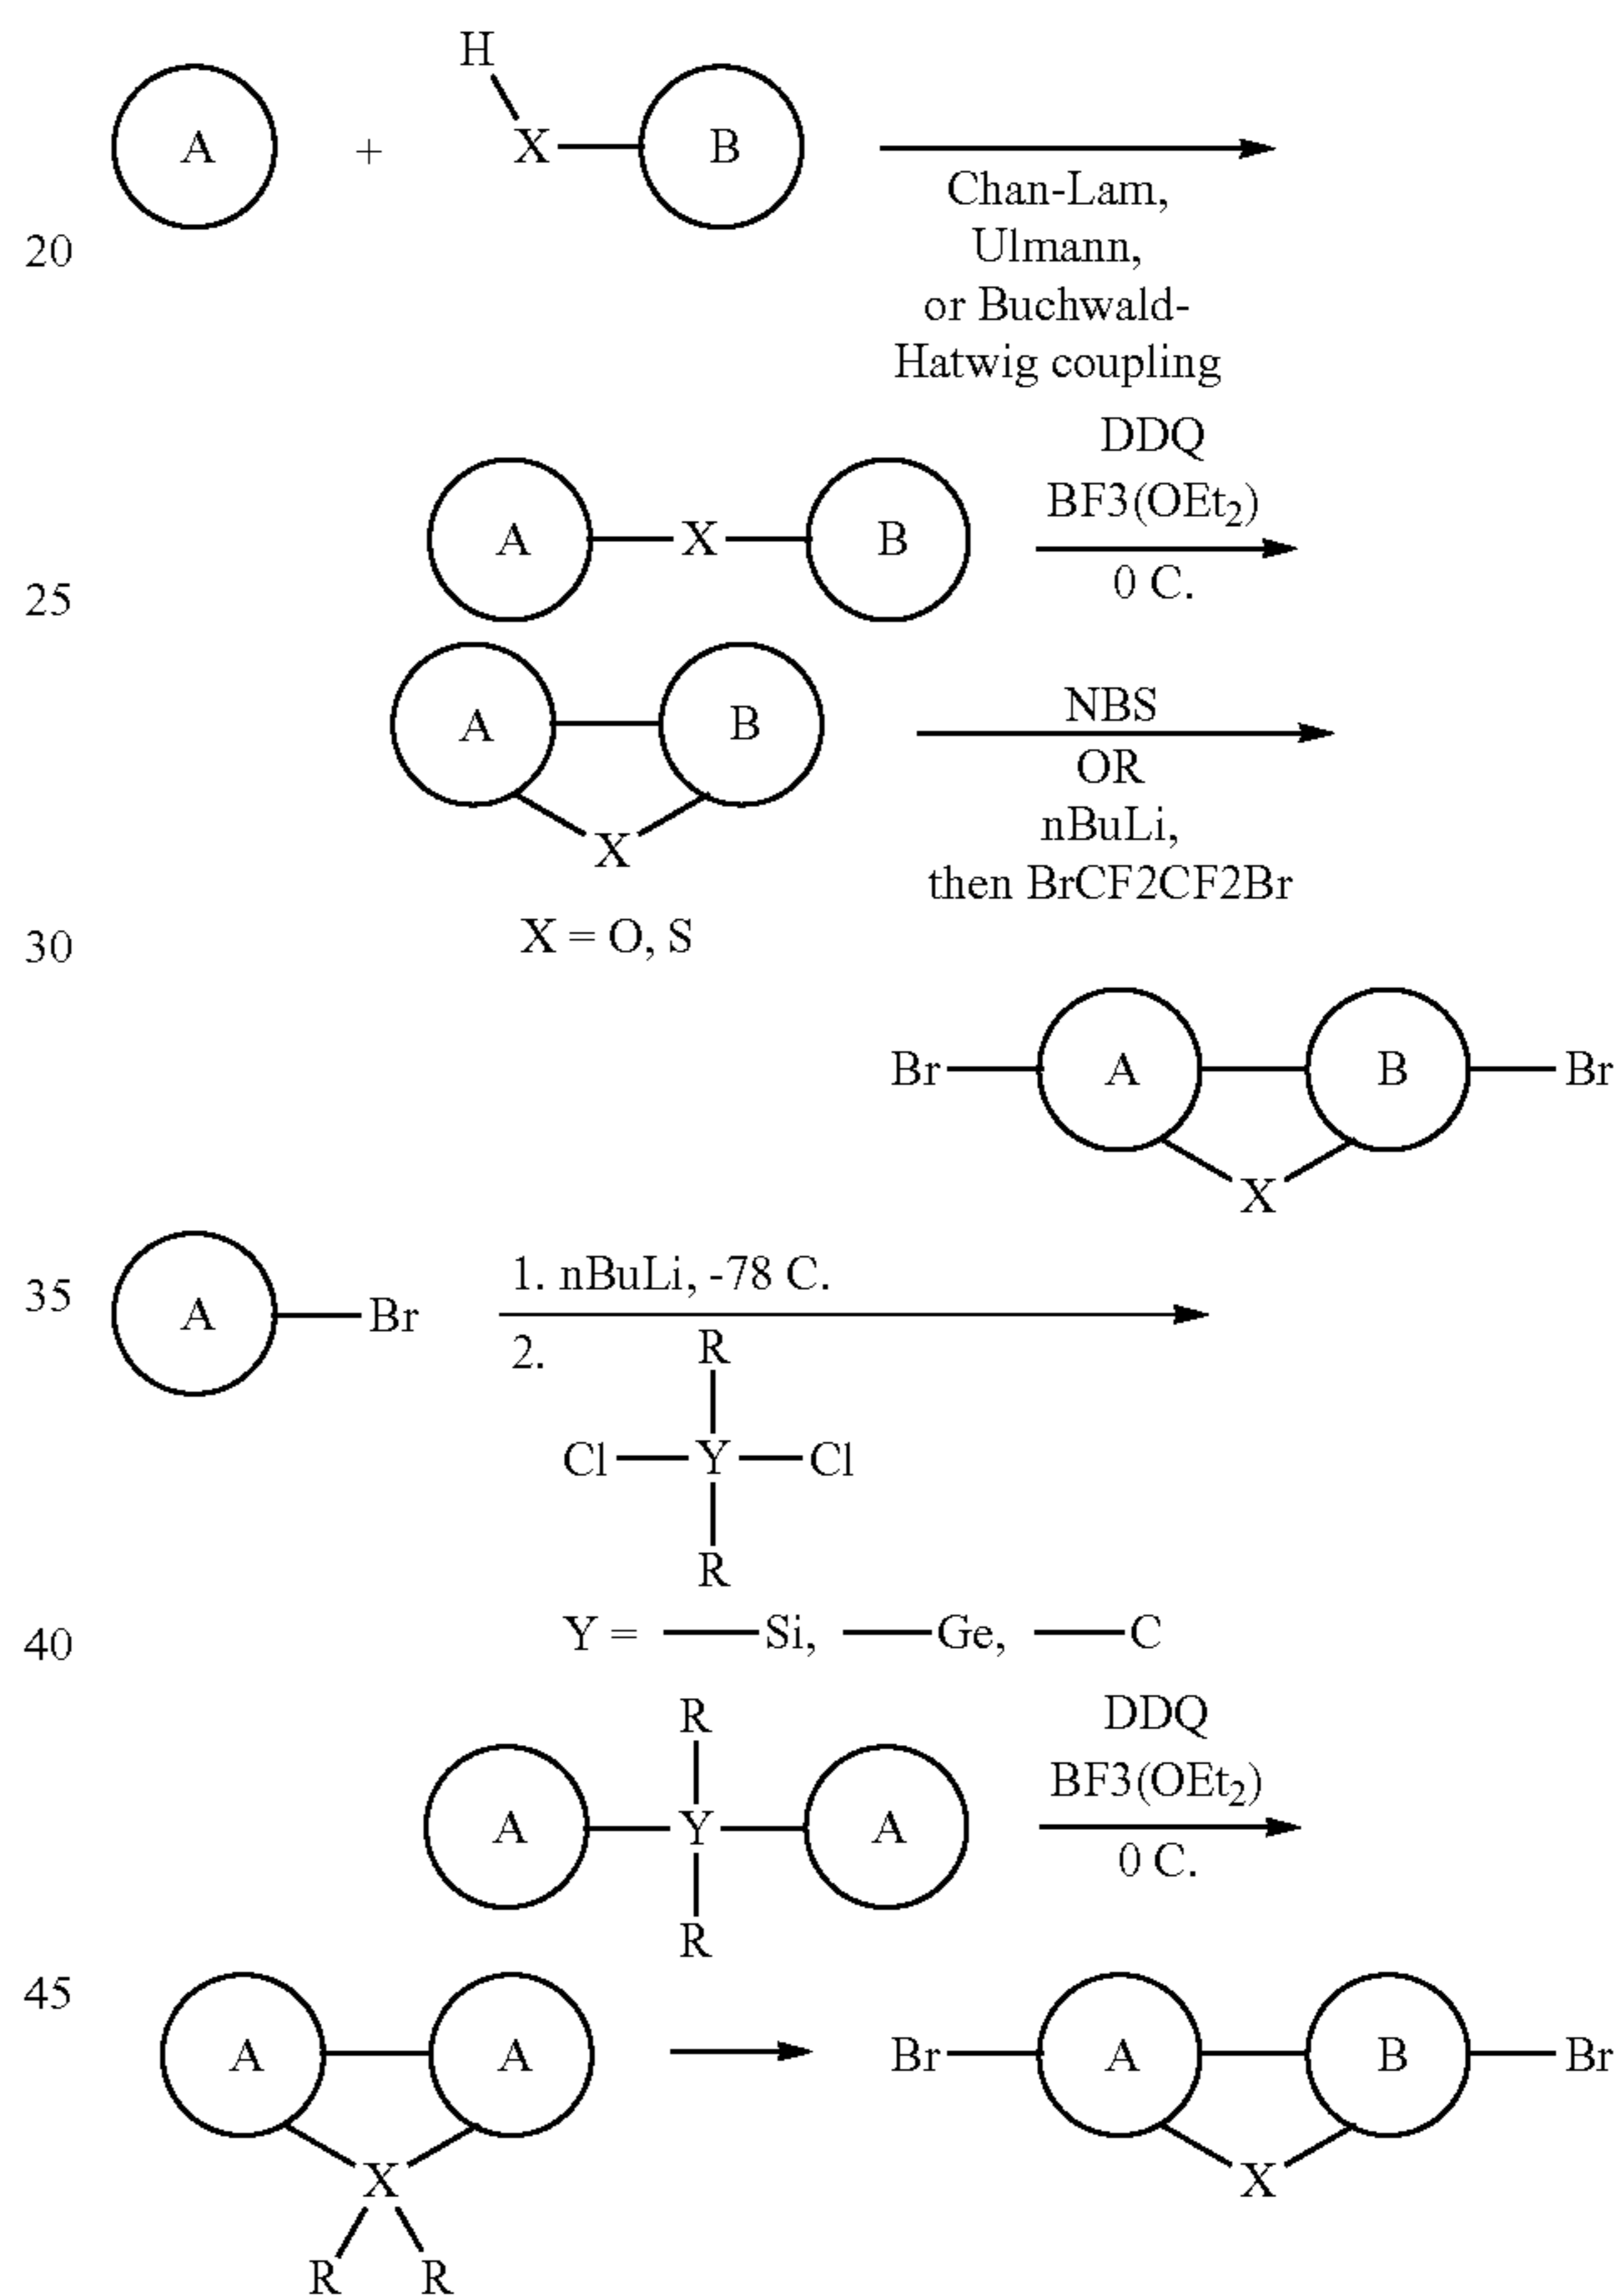 H
A + X B
Chan-Lam,
20 Ulmann,
or Buchwald-
Hatwig coupling
DDQ
BF3(OEt₂)
A X B
25 0 C.
A B NBS
OR
X nBuLi,
then BrCF2CF2Br
30 X = O, S
Br A B Br
X
35 A Br 1. nBuLi, -78 C.
2. R
Cl Y Cl
R
40 Y = —Si, —Ge, —C
R DDQ
BF3(OEt₂)
A Y A
0 C.
R
45
A A Br A B Br
X X
R R